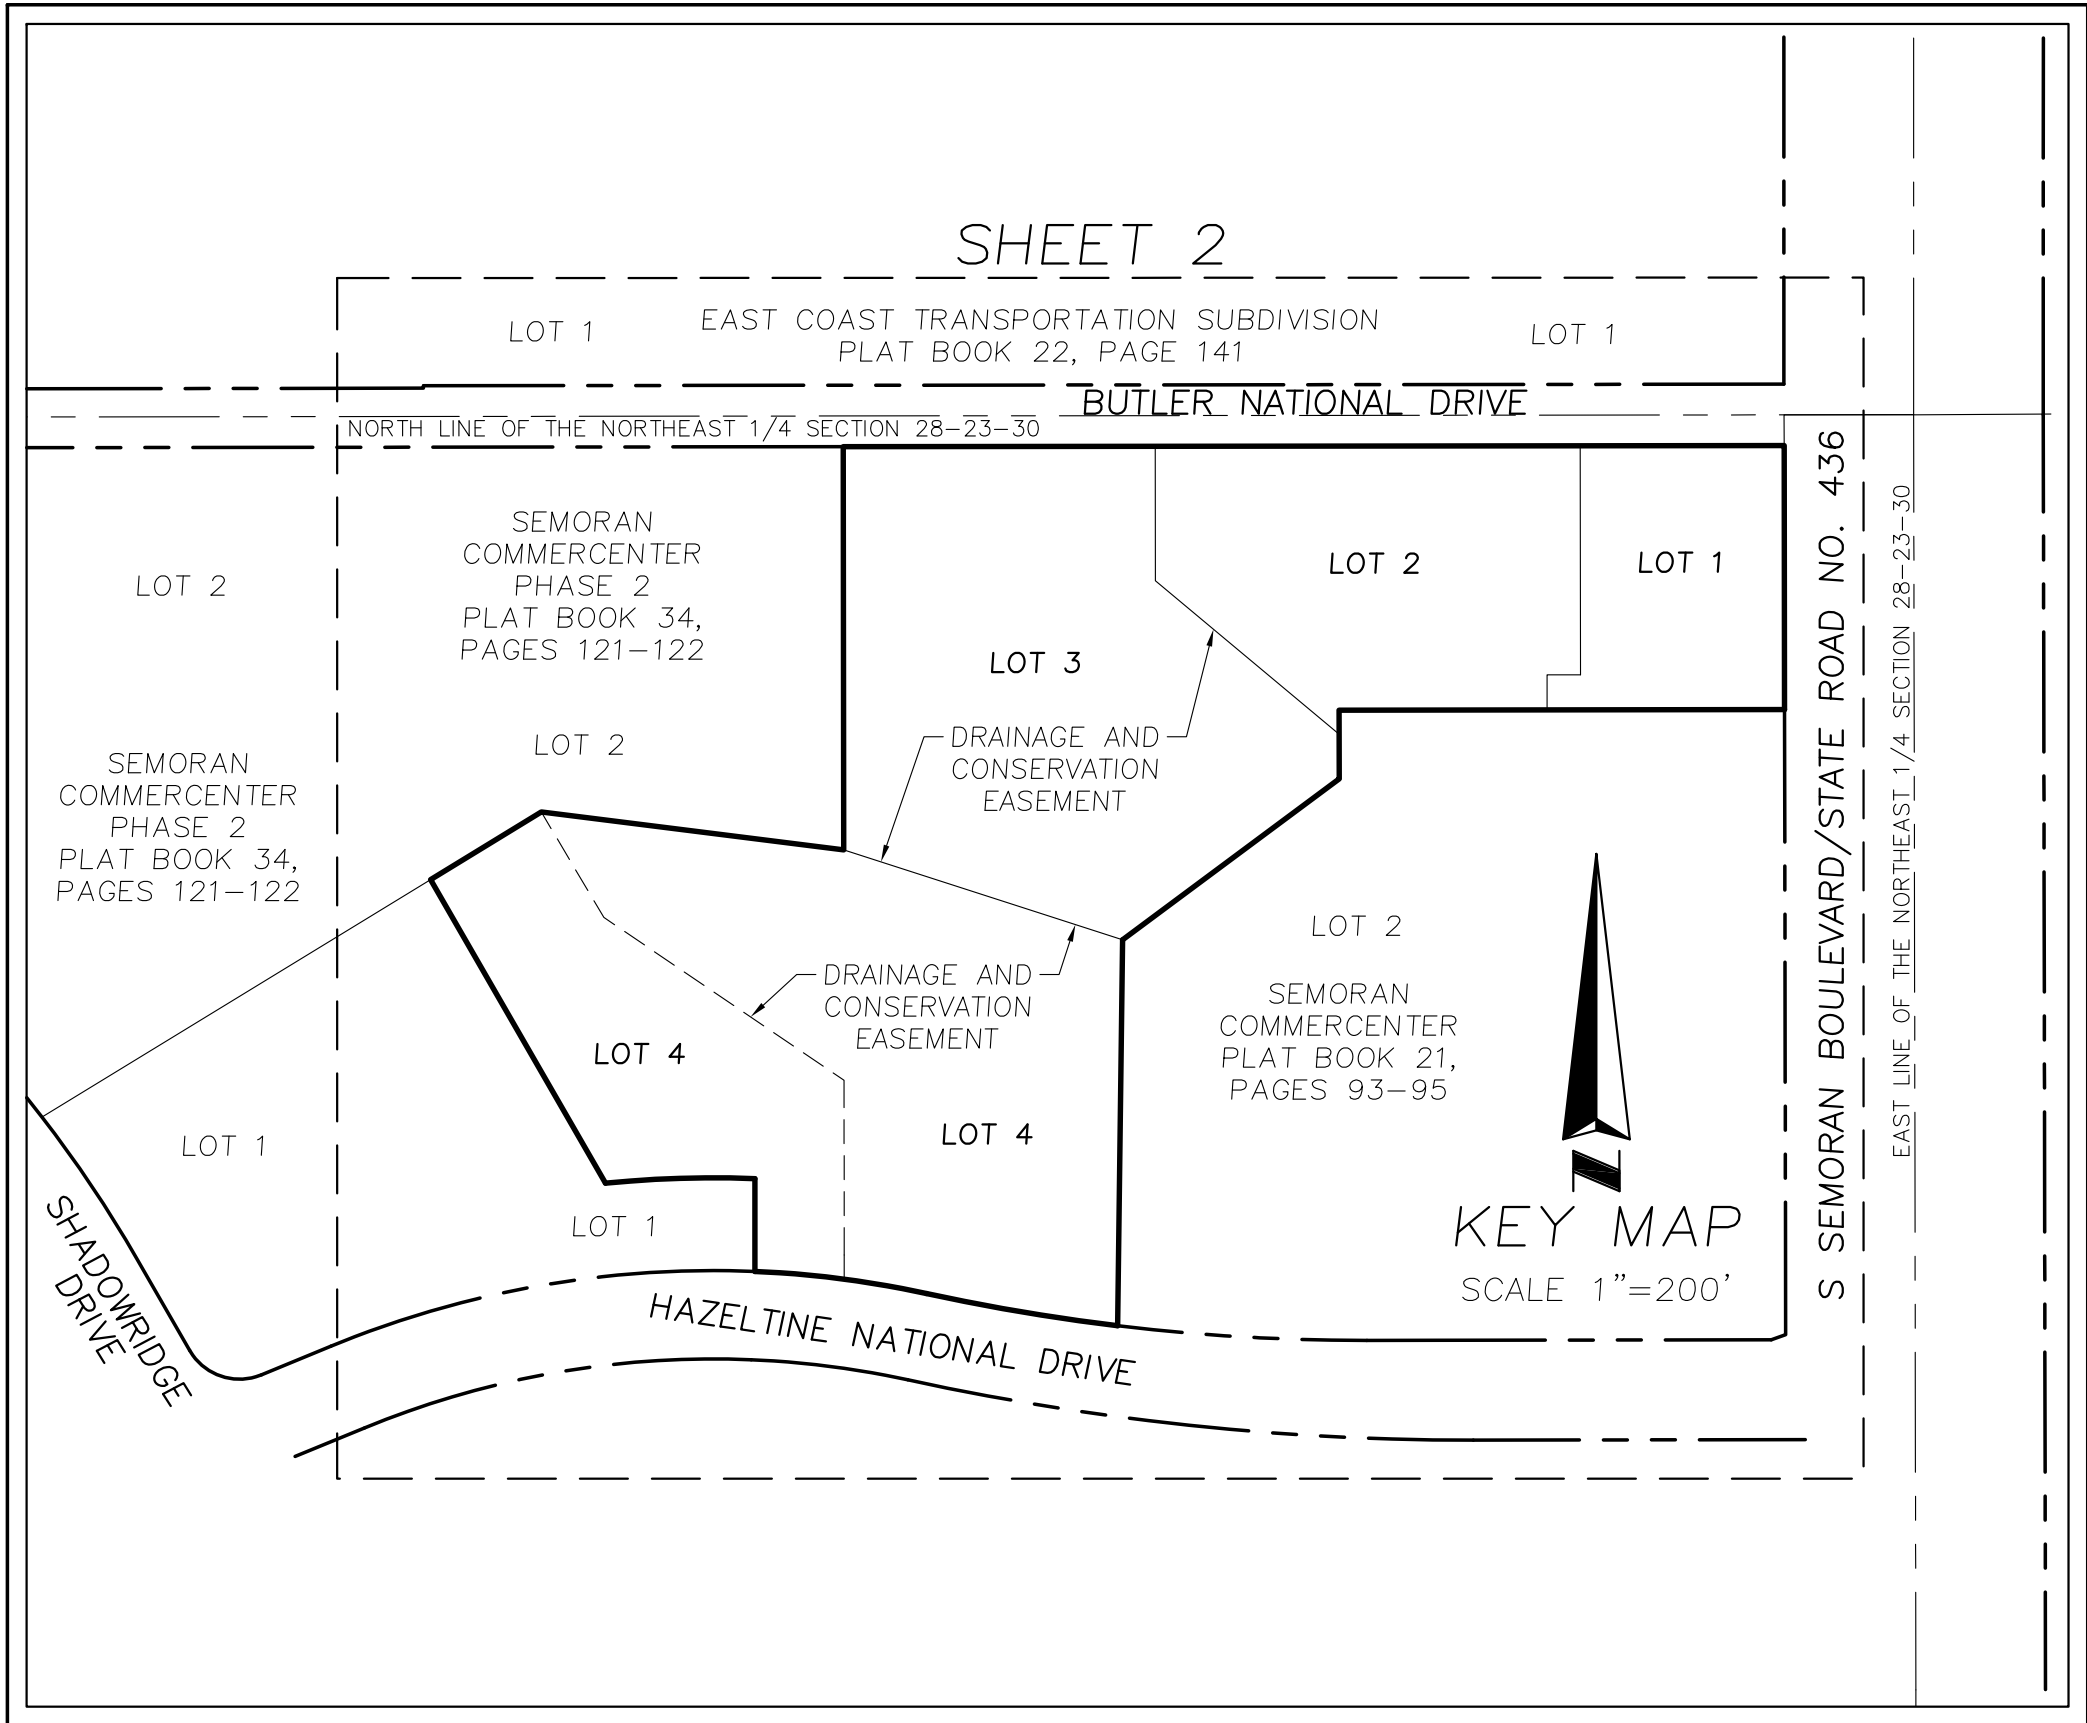 SHEET 2
LOT 1
EAST COAST TRANSPORTATION SUBDIVISION
PLAT BOOK 22, PAGE 141
LOT 1
BUTLER NATIONAL DRIVE
NORTH LINE OF THE NORTHEAST 1/4 SECTION 28-23-30
LOT 2
SEMORAN
COMMERCENTER
PHASE 2
PLAT BOOK 34,
PAGES 121-122
SEMORAN
COMMERCENTER
PHASE 2
PLAT BOOK 34,
PAGES 121-122
LOT 2
LOT 3
LOT 2
LOT 1
DRAINAGE AND
CONSERVATION
EASEMENT
DRAINAGE AND
CONSERVATION
EASEMENT
LOT 4
LOT 4
LOT 2
SEMORAN
COMMERCENTER
PLAT BOOK 21,
PAGES 93-95
LOT 1
LOT 1
SHADOWRIDGE
DRIVE
HAZELTINE NATIONAL DRIVE
S SEMORAN BOULEVARD/STATE ROAD NO. 436
EAST LINE OF THE NORTHEAST 1/4 SECTION 28-23-30
N
KEY MAP
SCALE 1"=200'